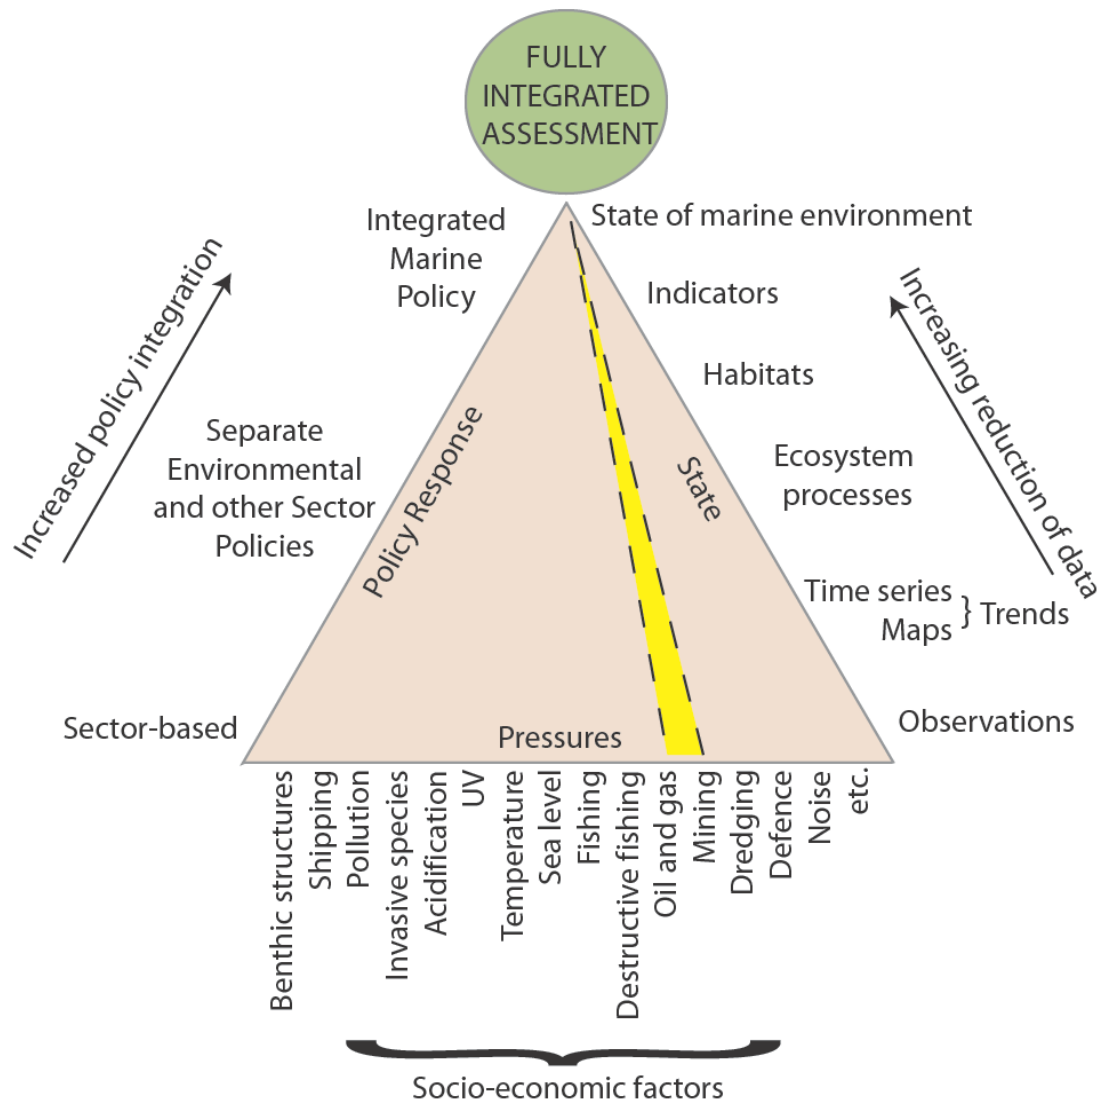 FULLY
INTEGRATED
ASSESSMENT
Integrated
Marine
Policy
State of marine environment
Indicators
Habitats
Ecosystem
processes
Time series
Maps
} Trends
Observations
Increased policy integration
Increasing reduction of data
Separate
Environmental
and other Sector
Policies
Policy Response
State
Sector-based
Pressures
Benthic structures
Shipping
Pollution
Invasive species
Acidification
UV
Temperature
Sea level
Fishing
Destructive fishing
Oil and gas
Mining
Dredging
Defence
Noise
etc.
Socio-economic factors